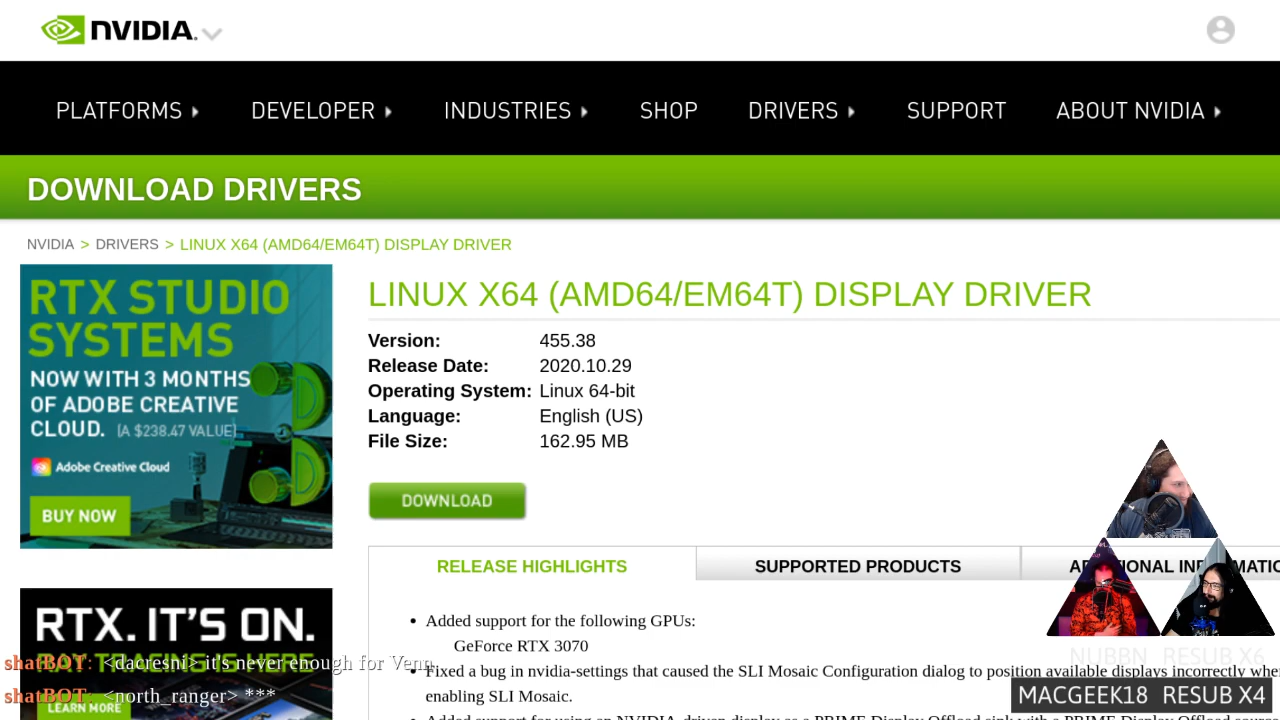 NVIDIA.
PLATFORMS DEVELOPER INDUSTRIES SHOP DRIVERS SUPPORT ABOUT NVIDIA
DOWNLOAD DRIVERS
NVIDIA > DRIVERS > LINUX X64 (AMD64/EM64T) DISPLAY DRIVER
RTX STUDIO
SYSTEMS
NOW WITH 3 MONTHS
OF ADOBE CREATIVE
CLOUD. (A $238.47 VALUE)
Adobe Creative Cloud
BUY NOW
LINUX X64 (AMD64/EM64T) DISPLAY DRIVER
Version: 455.38
Release Date: 2020.10.29
Operating System: Linux 64-bit
Language: English (US)
File Size: 162.95 MB
DOWNLOAD
RELEASE HIGHLIGHTS SUPPORTED PRODUCTS
Added support for the following GPUs:
GeForce RTX 3070
Fixed a bug in nvidia-settings that caused the SLI Mosaic Configuration dialog to position available displays incorrectly when
enabling SLI Mosaic.
RTX. IT'S ON.
LEARN MORE
shatBOT: <dacresni> it's never enough for Venn
shatBOT: <north_ranger> ***
NUBBN RESUB X6
MACGEEK18 RESUB X4